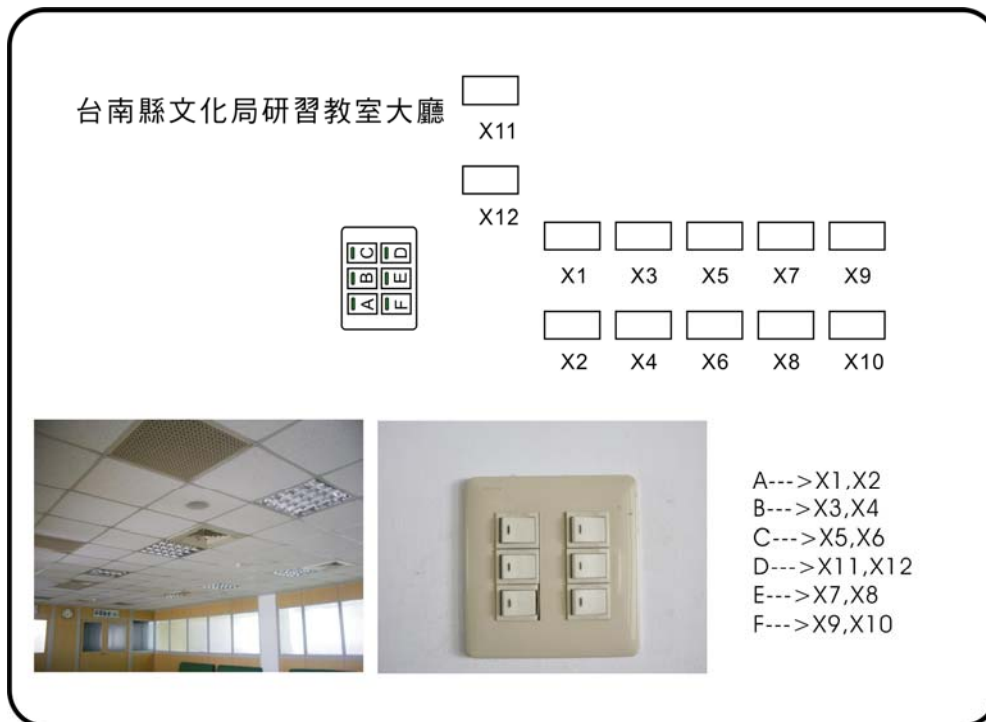 台南縣文化局研習教室大廳
X11
X12
C D
B E
A F
X1 X3 X5 X7 X9
X2 X4 X6 X8 X10
A--->X1,X2
B--->X3,X4
C--->X5,X6
D--->X11,X12
E--->X7,X8
F--->X9,X10